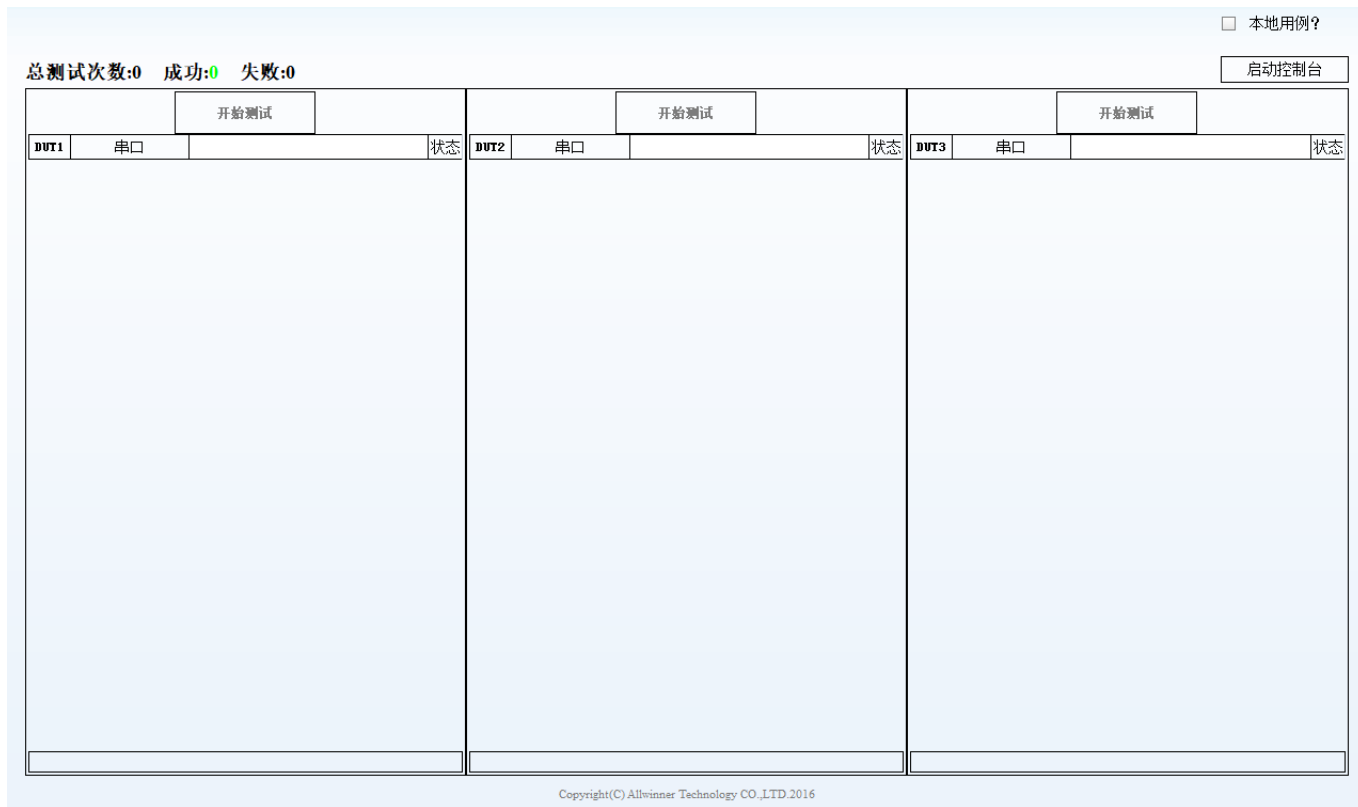 本地用例?
总测试次数:0 成功:0 失败:0 启动控制台
开始测试 开始测试 开始测试
DUT1 串口 状态 DUT2 串口 状态 DUT3 串口 状态
Copyright(C) Allwinner Technology CO.,LTD.2016